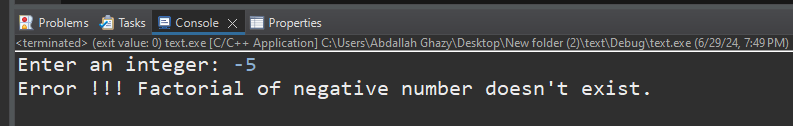 Problems Tasks Console Properties
<terminated> (exit value: 0) text.exe [C/C++ Application] C:\Users\Abdallah Ghazy\Desktop\New folder (2)\text\Debug\text.exe (6/29/24, 7:49 PM)
Enter an integer: -5
Error !!! Factorial of negative number doesn't exist.